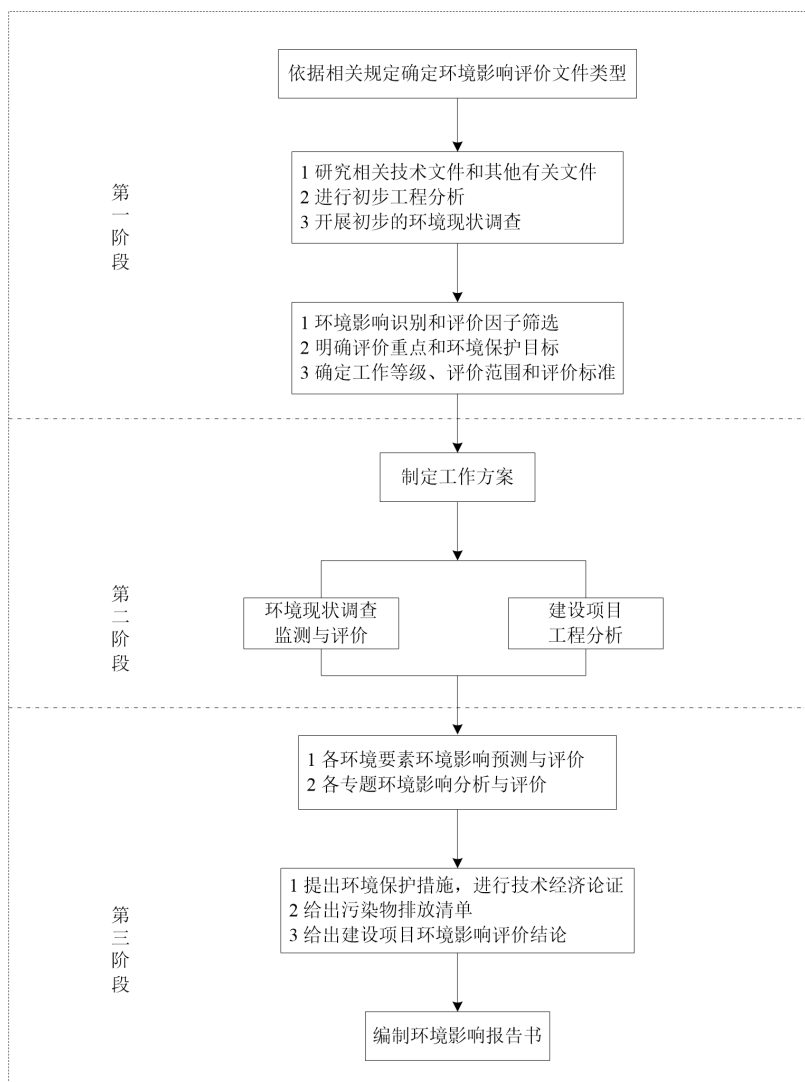 依据相关规定确定环境影响评价文件类型
1 研究相关技术文件和其他有关文件
2 进行初步工程分析
3 开展初步的环境现状调查
第一阶段
1 环境影响识别和评价因子筛选
2 明确评价重点和环境保护目标
3 确定工作等级、评价范围和评价标准
制定工作方案
第二阶段
环境现状调查
监测与评价
建设项目
工程分析
1 各环境要素环境影响预测与评价
2 各专题环境影响分析与评价
第三阶段
1 提出环境保护措施，进行技术经济论证
2 给出污染物排放清单
3 给出建设项目环境影响评价结论
编制环境影响报告书